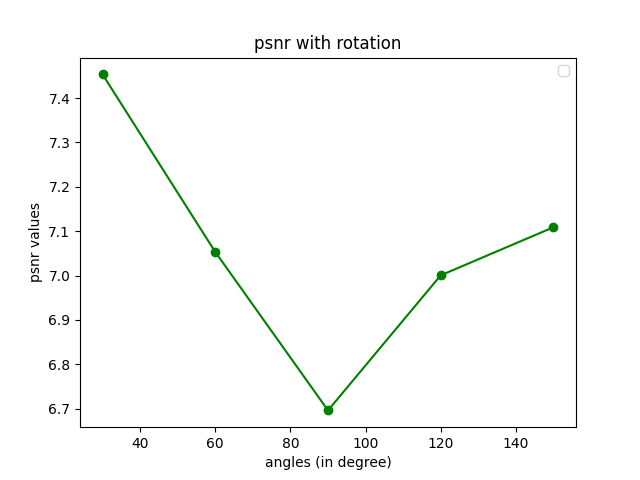 psnr with rotation
7.4
7.3
7.2
7.1
7.0
6.9
6.8
6.7
psnr values
40 60 80 100 120 140
angles (in degree)